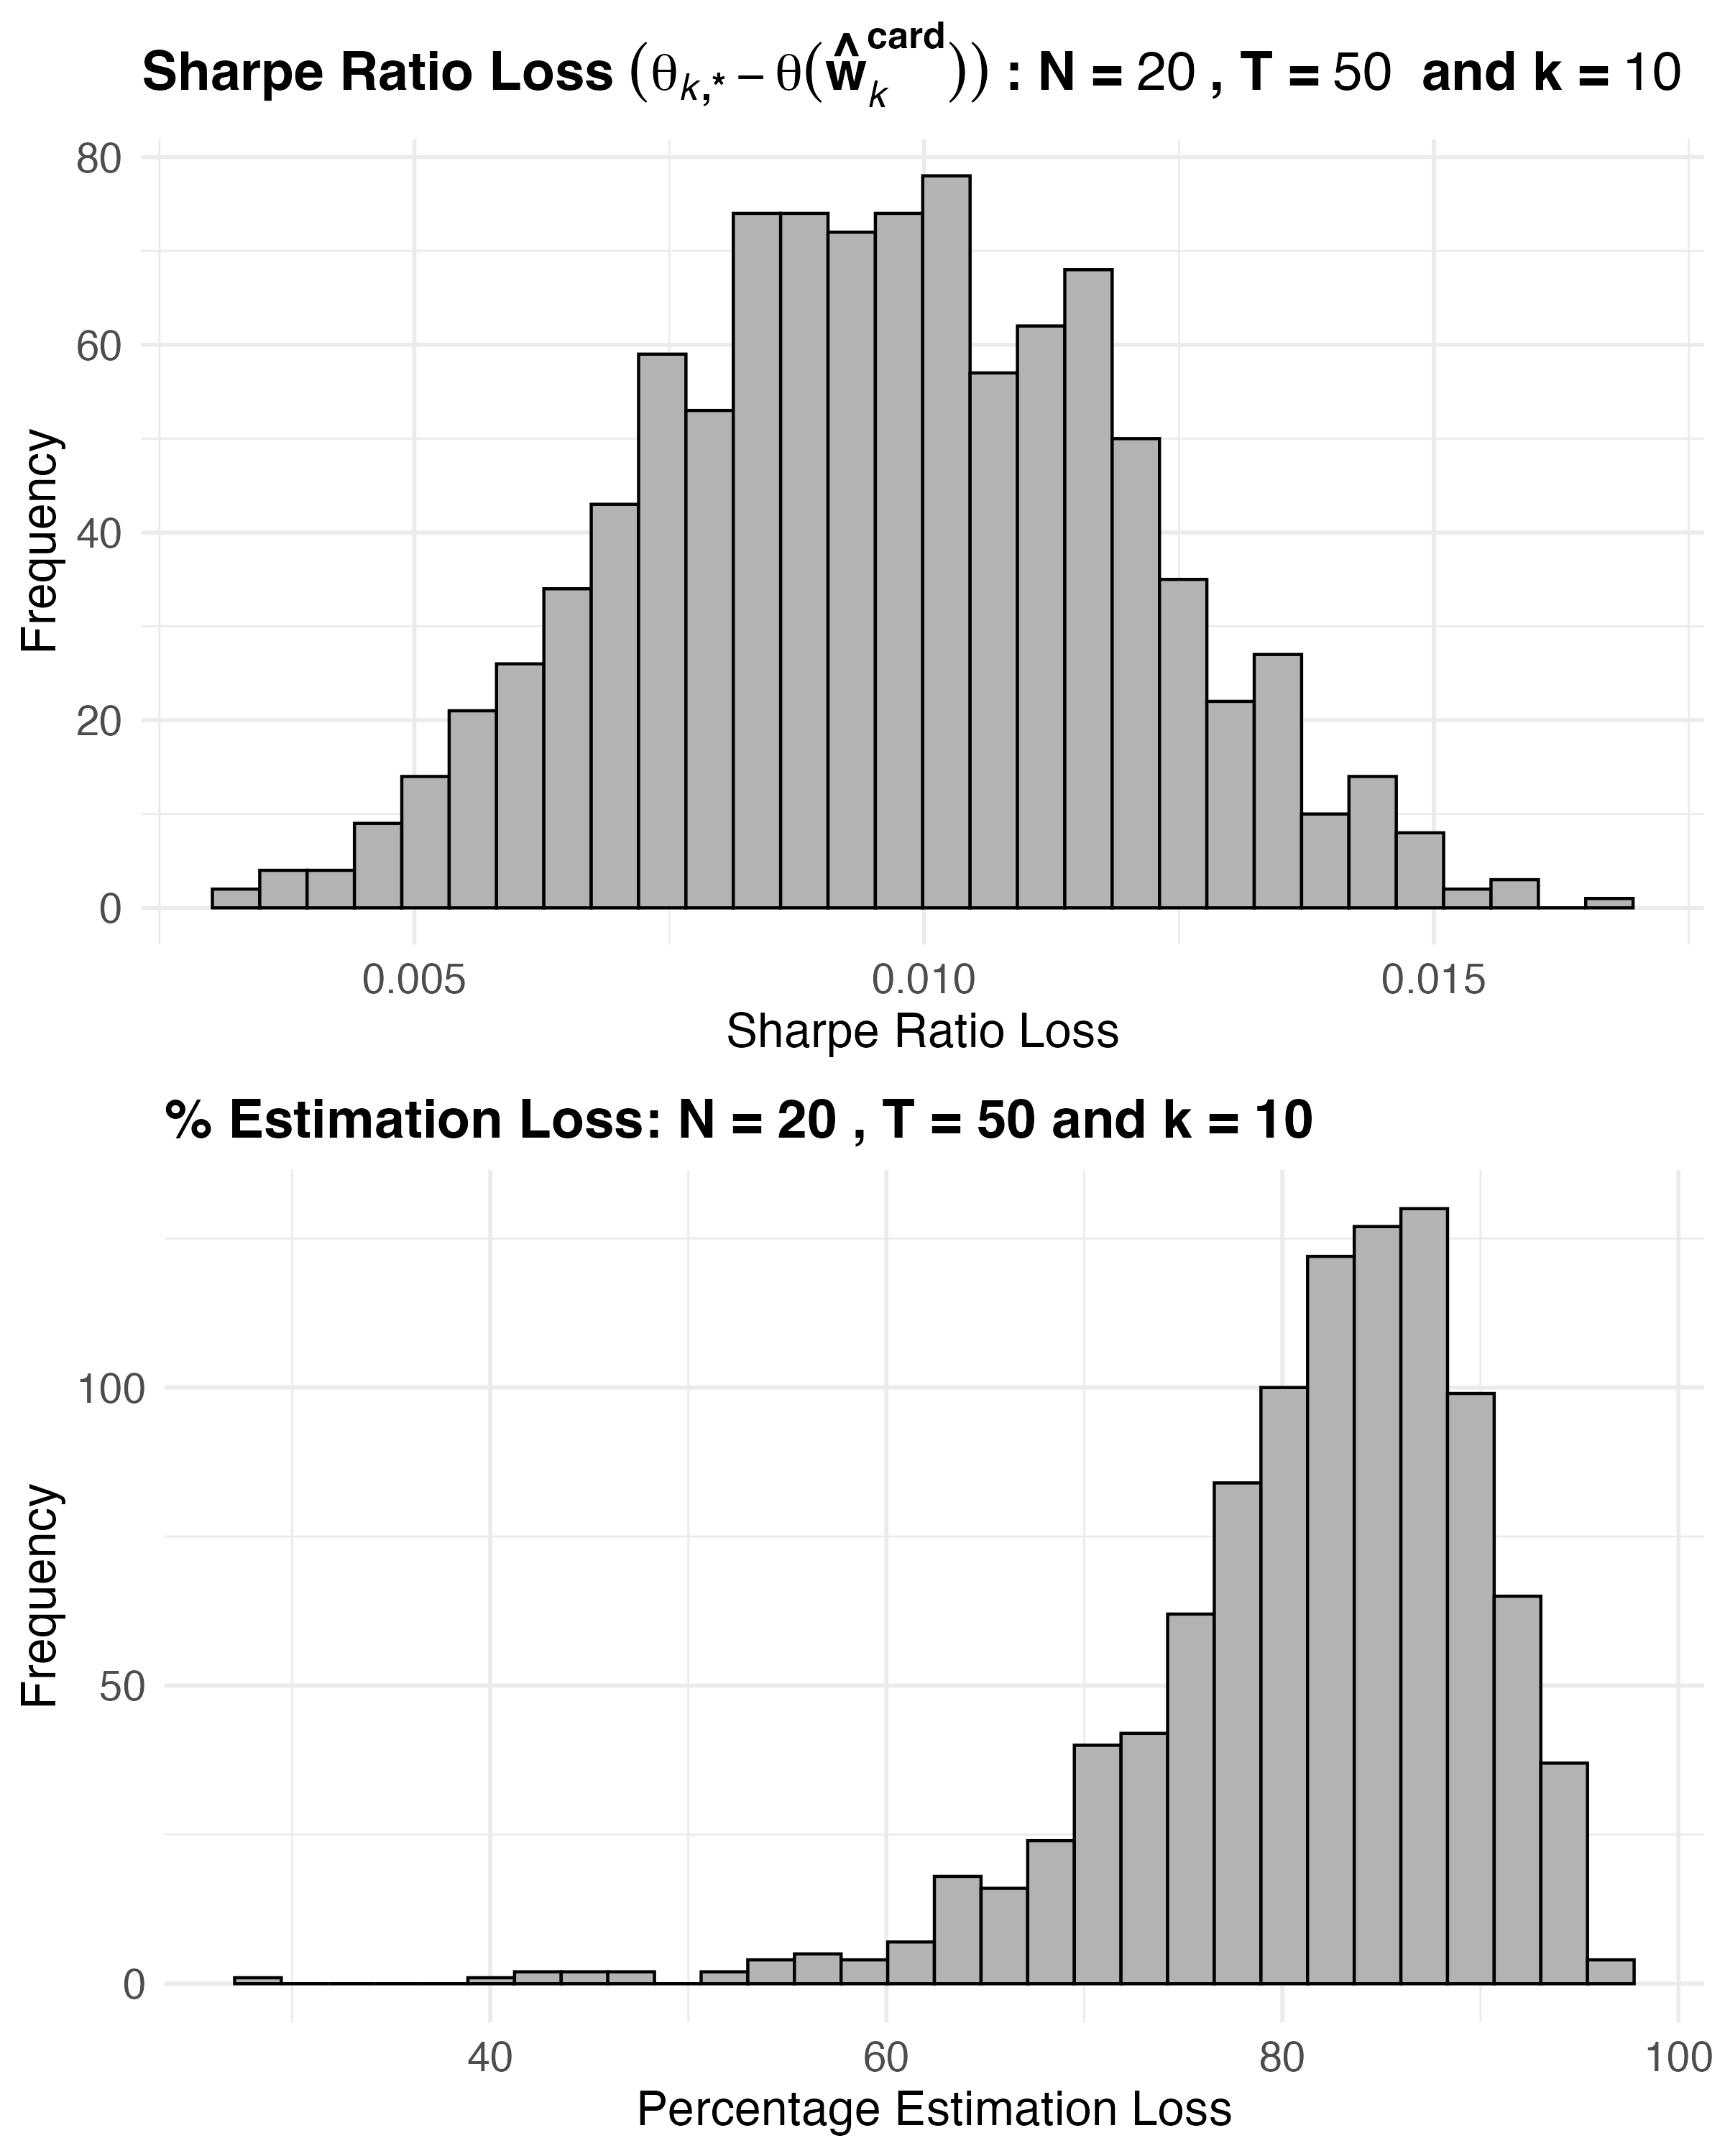 Sharpe Ratio Loss (θk,* − θ(ŵk^card)) : N = 20 , T = 50 and k = 10
80
60
40
20
0
Frequency
0.005 0.010 0.015
Sharpe Ratio Loss
% Estimation Loss: N = 20 , T = 50 and k = 10
100
50
0
Frequency
40 60 80 100
Percentage Estimation Loss